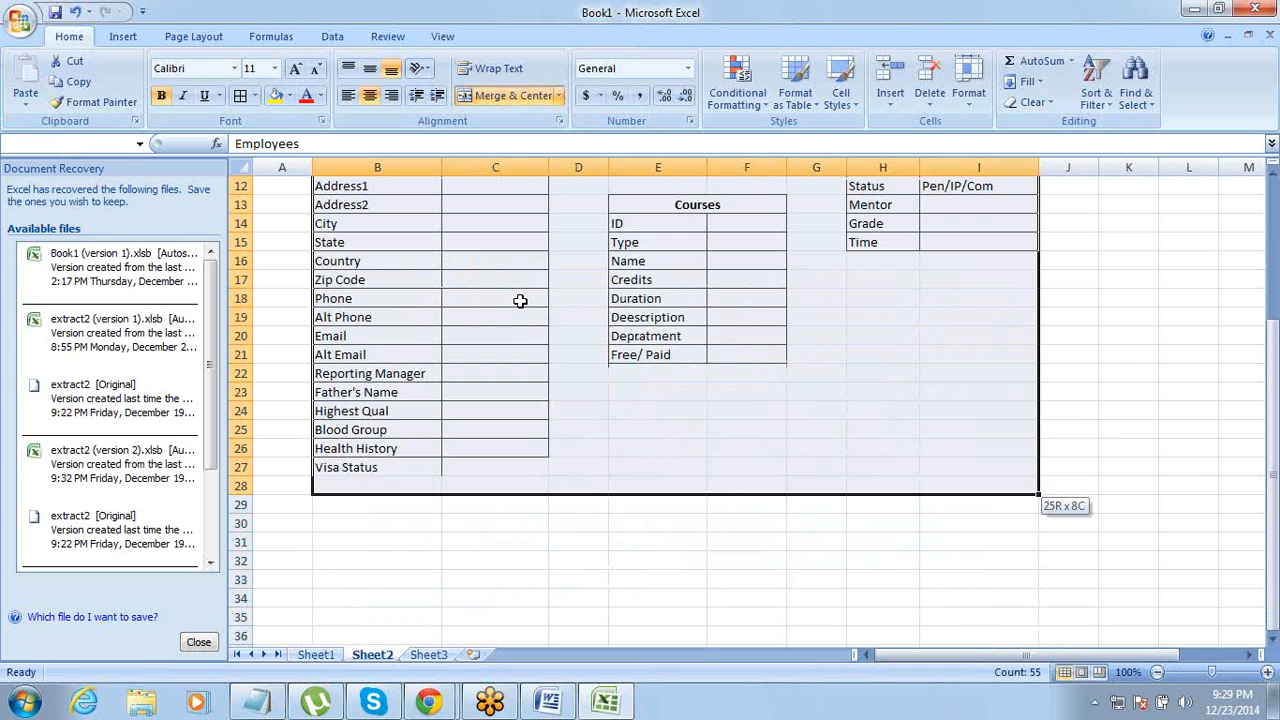 Book1 - Microsoft Excel
Home Insert Page Layout Formulas Data Review View
Cut
Copy
Format Painter
Paste
Clipboard
Calibri 11
B I U
Font
Wrap Text
Merge & Center
Alignment
General
$ % ,
Number
Conditional Formatting
Format as Table
Cell Styles
Styles
Insert Delete Format
Cells
AutoSum
Fill
Clear
Sort & Filter
Find & Select
Editing
Employees
Document Recovery
Excel has recovered the following files. Save
the ones you wish to keep.
Available files
Book1 (version 1).xlsb [Autos...
Version created from the last ...
2:17 PM Thursday, December...
extract2 (version 1).xlsb [Au...
Version created from the last ...
8:55 PM Monday, December 2...
extract2 [Original]
Version created last time the ...
9:22 PM Friday, December 19...
extract2 (version 2).xlsb [Au...
Version created from the last ...
9:32 PM Friday, December 19...
extract2 [Original]
Version created last time the ...
9:22 PM Friday, December 19...
Which file do I want to save?
Close
A B C D E F G H I J K L M
12 Address1 Status Pen/IP/Com
13 Address2 Courses Mentor
14 City ID Grade
15 State Type Time
16 Country Name
17 Zip Code Credits
18 Phone Duration
19 Alt Phone Deescription
20 Email Depratment
21 Alt Email Free/ Paid
22 Reporting Manager
23 Father's Name
24 Highest Qual
25 Blood Group
26 Health History
27 Visa Status
28
29 25R x 8C
30
31
32
33
34
35
36
Sheet1 Sheet2 Sheet3
Ready Count: 55 100%
9:29 PM
12/23/2014